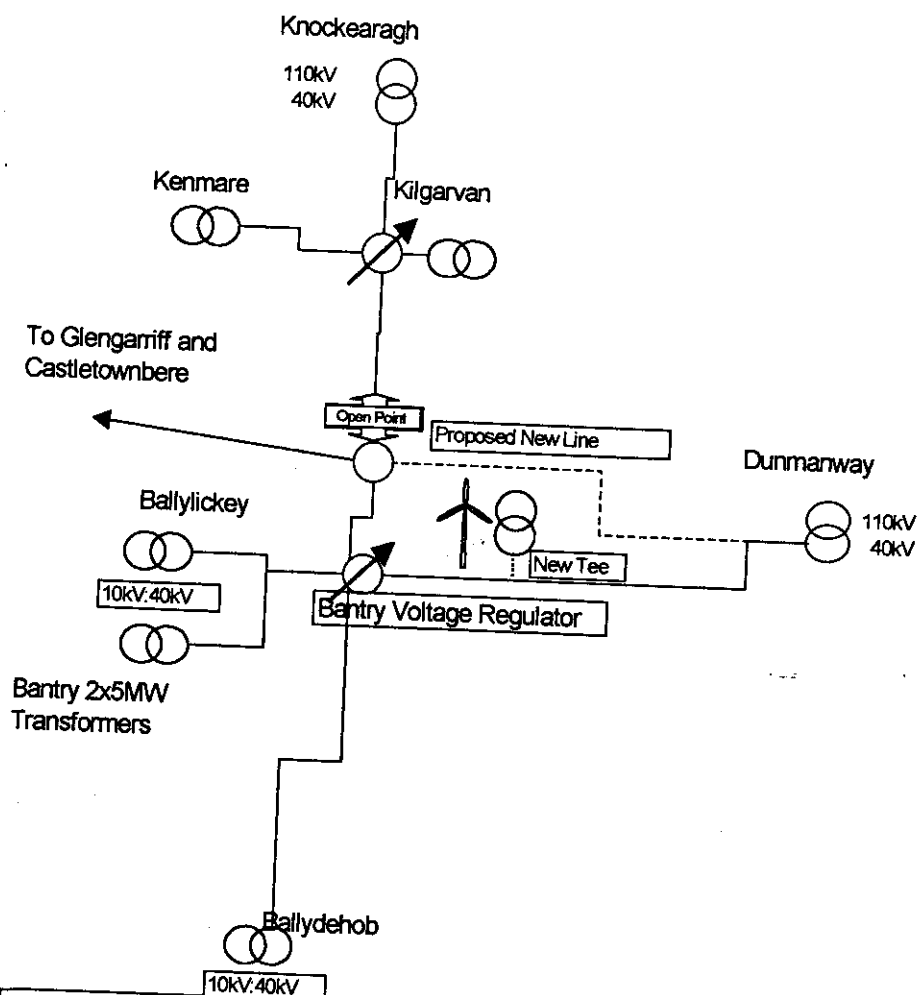 Knockearagh
110kV
40kV
Kenmare
Kilgarvan
To Glengarriff and
Castletownbere
Open Point
Proposed New Line
Dunmanway
110kV
40kV
Ballylickey
10kV:40kV
New Tee
Bantry Voltage Regulator
Bantry 2x5MW
Transformers
Ballydehob
10kV:40kV